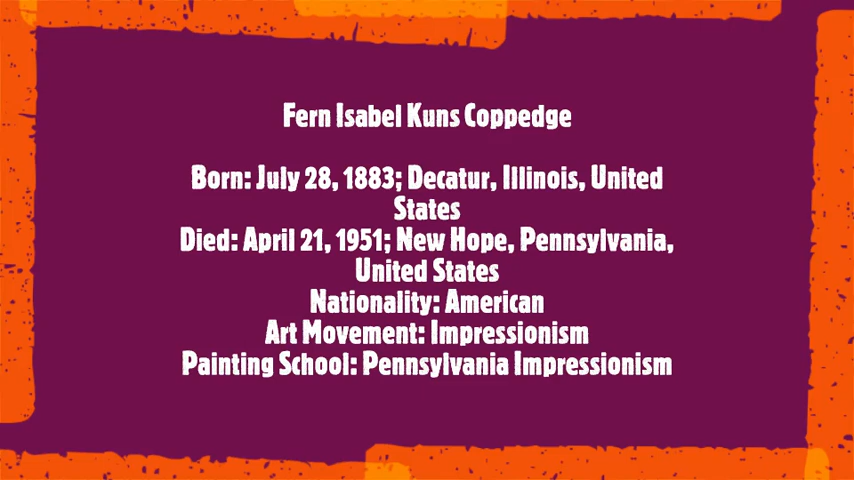 Fern Isabel Kuns Coppedge
Born: July 28, 1883; Decatur, Illinois, United
States
Died: April 21, 1951; New Hope, Pennsylvania,
United States
Nationality: American
Art Movement: Impressionism
Painting School: Pennsylvania Impressionism